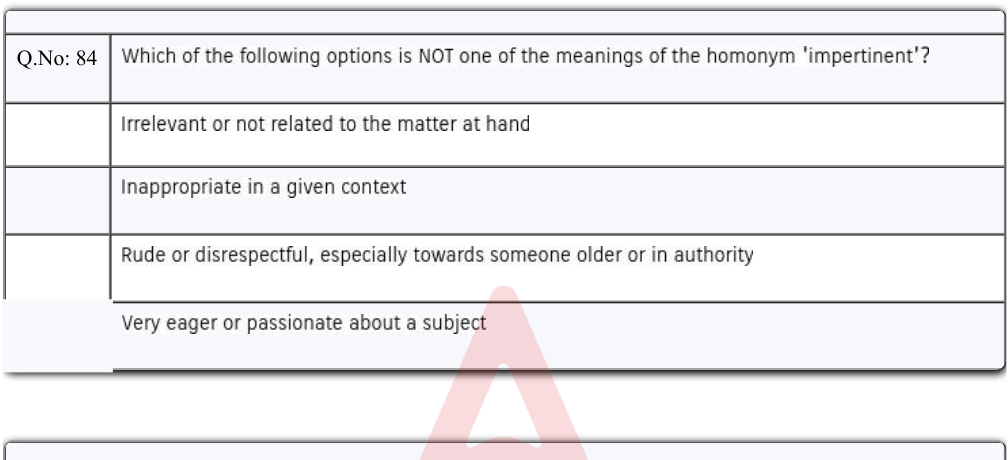 Q.No: 84 Which of the following options is NOT one of the meanings of the homonym 'impertinent'?
Irrelevant or not related to the matter at hand
Inappropriate in a given context
Rude or disrespectful, especially towards someone older or in authority
Very eager or passionate about a subject